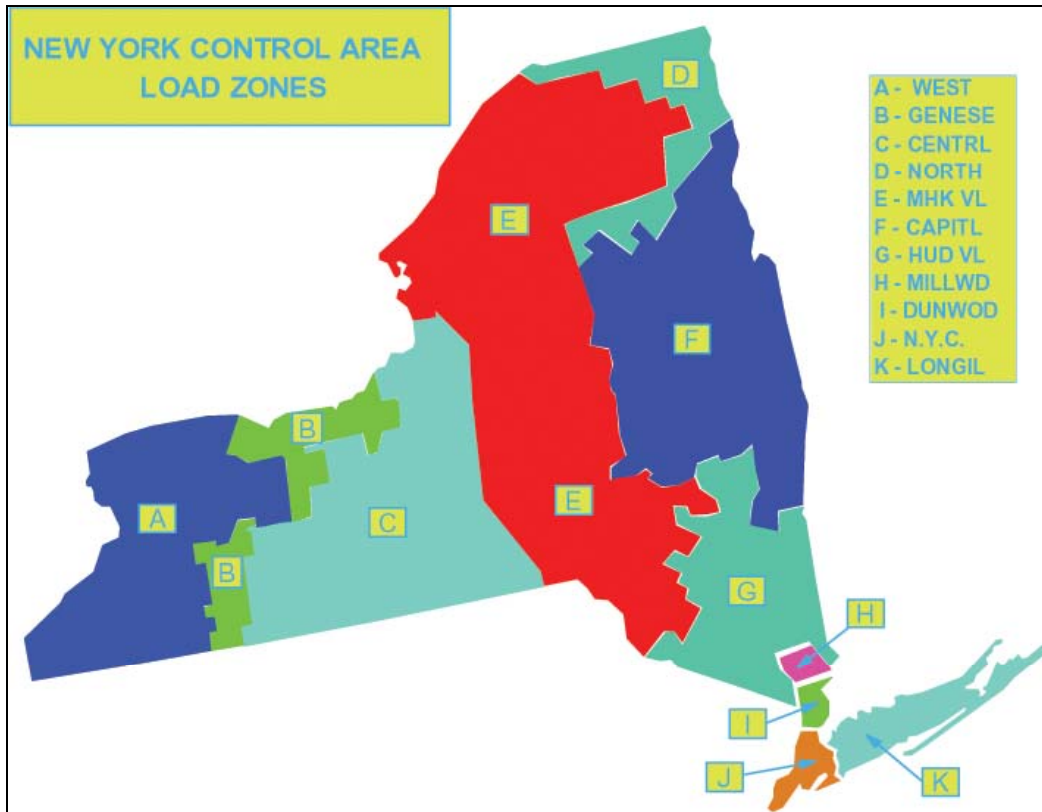 NEW YORK CONTROL AREA
LOAD ZONES
A - WEST
B - GENESE
C - CENTRL
D - NORTH
E - MHK VL
F - CAPITL
G - HUD VL
H - MILLWD
I - DUNWOD
J - N.Y.C.
K - LONGIL
D
E
F
B
A
C
E
B
G
H
I
J
K